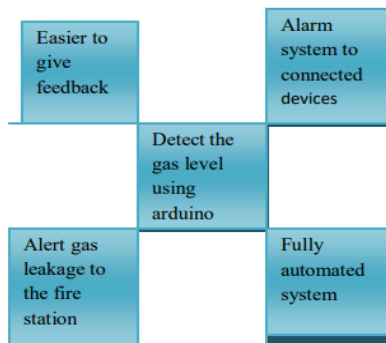 Easier to
give
feedback
Alarm
system to
connected
devices
Detect the
gas level
using
arduino
Alert gas
leakage to
the fire
station
Fully
automated
system